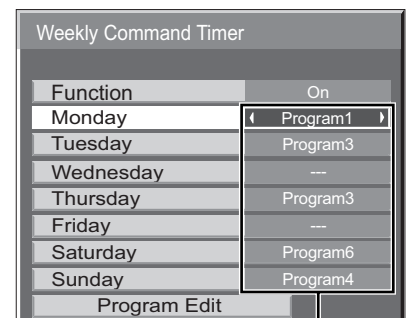 Weekly Command Timer
Function On
Monday Program1
Tuesday Program3
Wednesday ---
Thursday Program3
Friday ---
Saturday Program6
Sunday Program4
Program Edit